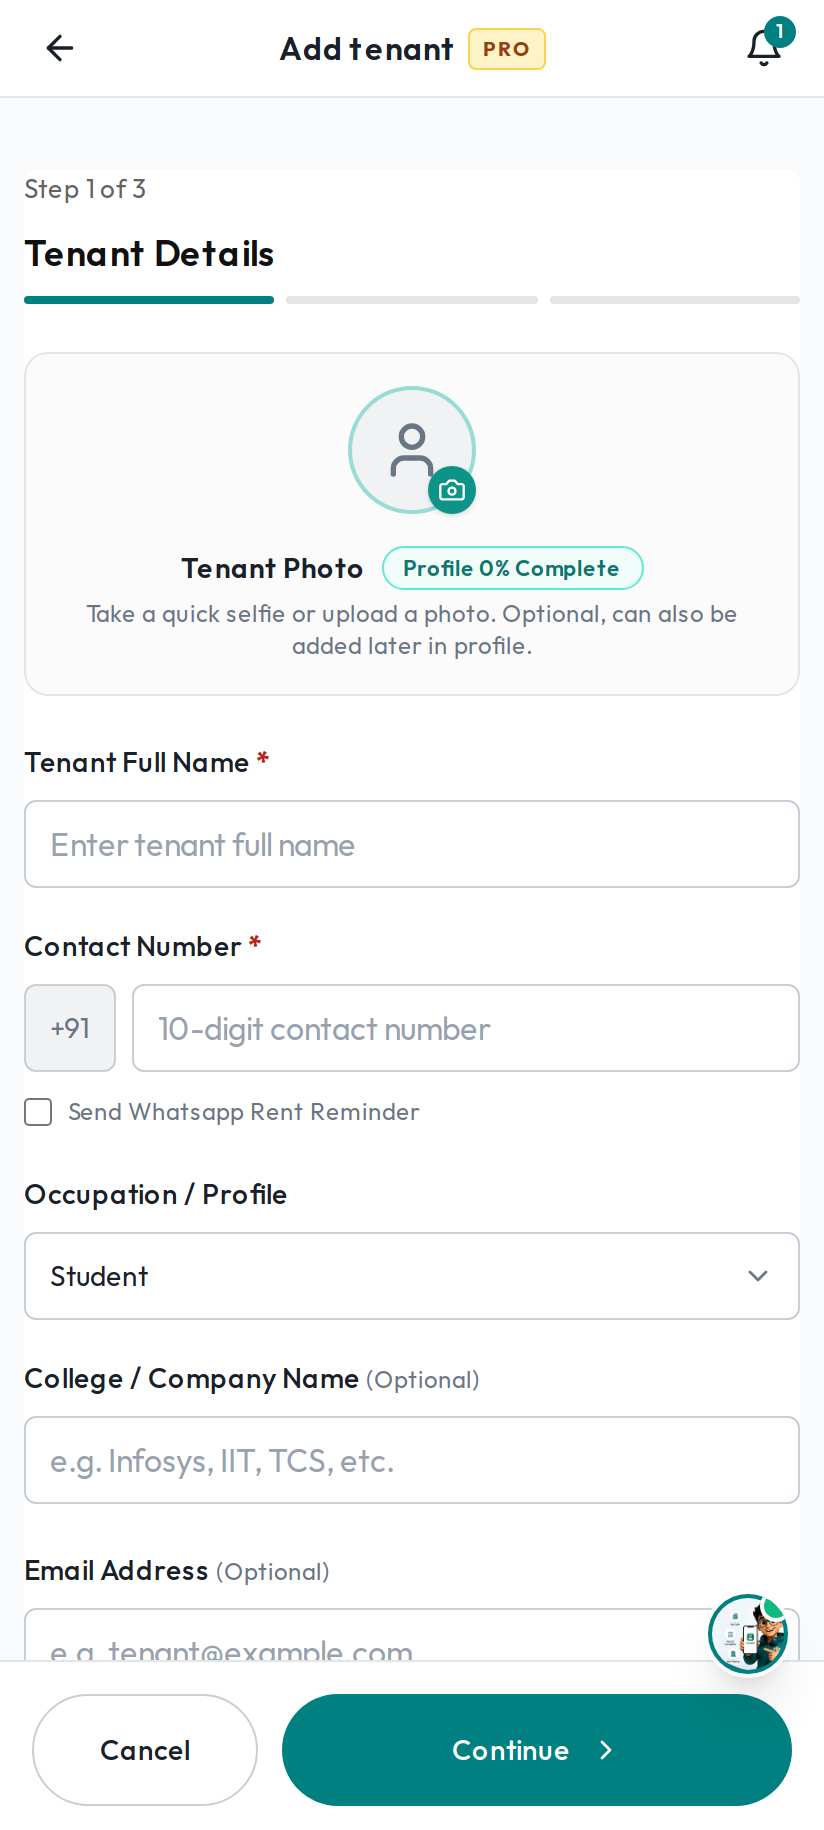 Add tenant PRO
1
Step 1 of 3
Tenant Details
Tenant Photo Profile 0% Complete
Take a quick selfie or upload a photo. Optional, can also be
added later in profile.
Tenant Full Name *
Enter tenant full name
Contact Number *
+91 10-digit contact number
Send Whatsapp Rent Reminder
Occupation / Profile
Student
College / Company Name (Optional)
e.g. Infosys, IIT, TCS, etc.
Email Address (Optional)
e.g. tenant@example.com
Cancel Continue